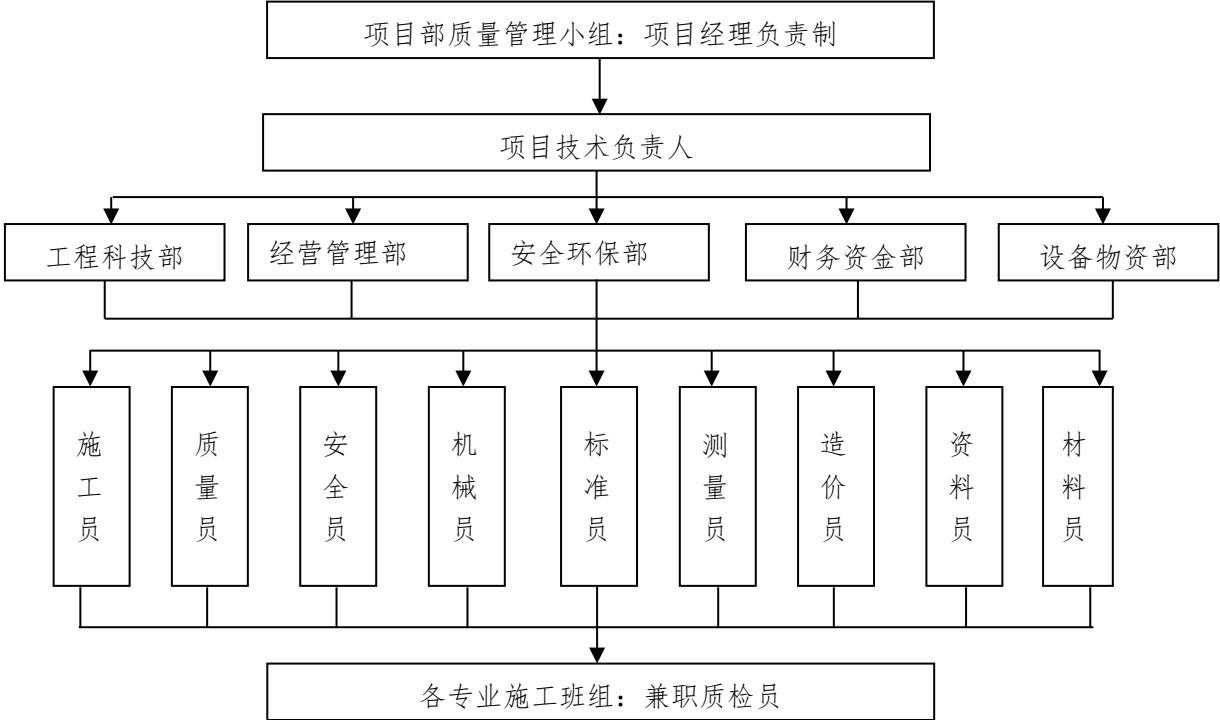 项目部质量管理小组：项目经理负责制
项目技术负责人
工程科技部
经营管理部
安全环保部
财务资金部
设备物资部
施工员
质量员
安全员
机械员
标准员
测量员
造价员
资料员
材料员
各专业施工班组：兼职质检员